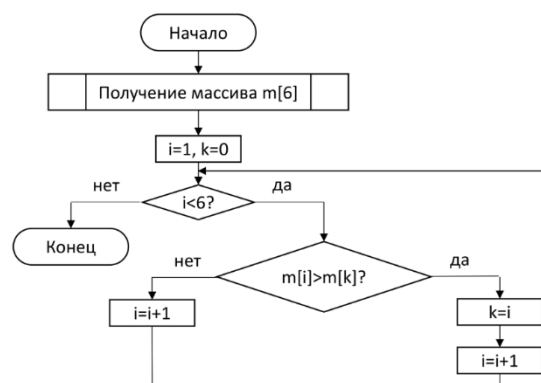 Начало
Получение массива m[6]
i=1, k=0
нет
да
i<6?
Конец
нет
да
m[i]>m[k]?
i=i+1
k=i
i=i+1